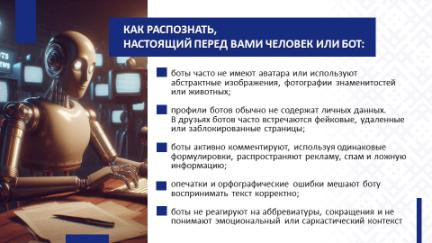 КАК РАСПОЗНАТЬ,
НАСТОЯЩИЙ ПЕРЕД ВАМИ ЧЕЛОВЕК ИЛИ БОТ:
боты часто не имеют аватара или используют
абстрактные изображения, фотографии знаменитостей
или животных;
профили ботов обычно не содержат личных данных.
В друзьях ботов часто встречаются фейковые, удаленные
или заблокированные страницы;
боты активно комментируют, используя одинаковые
формулировки, распространяют рекламу, спам и ложную
информацию;
опечатки и орфографические ошибки мешают боту
воспринимать текст корректно;
боты не реагируют на аббревиатуры, сокращения и не
понимают эмоциональный или саркастический контекст